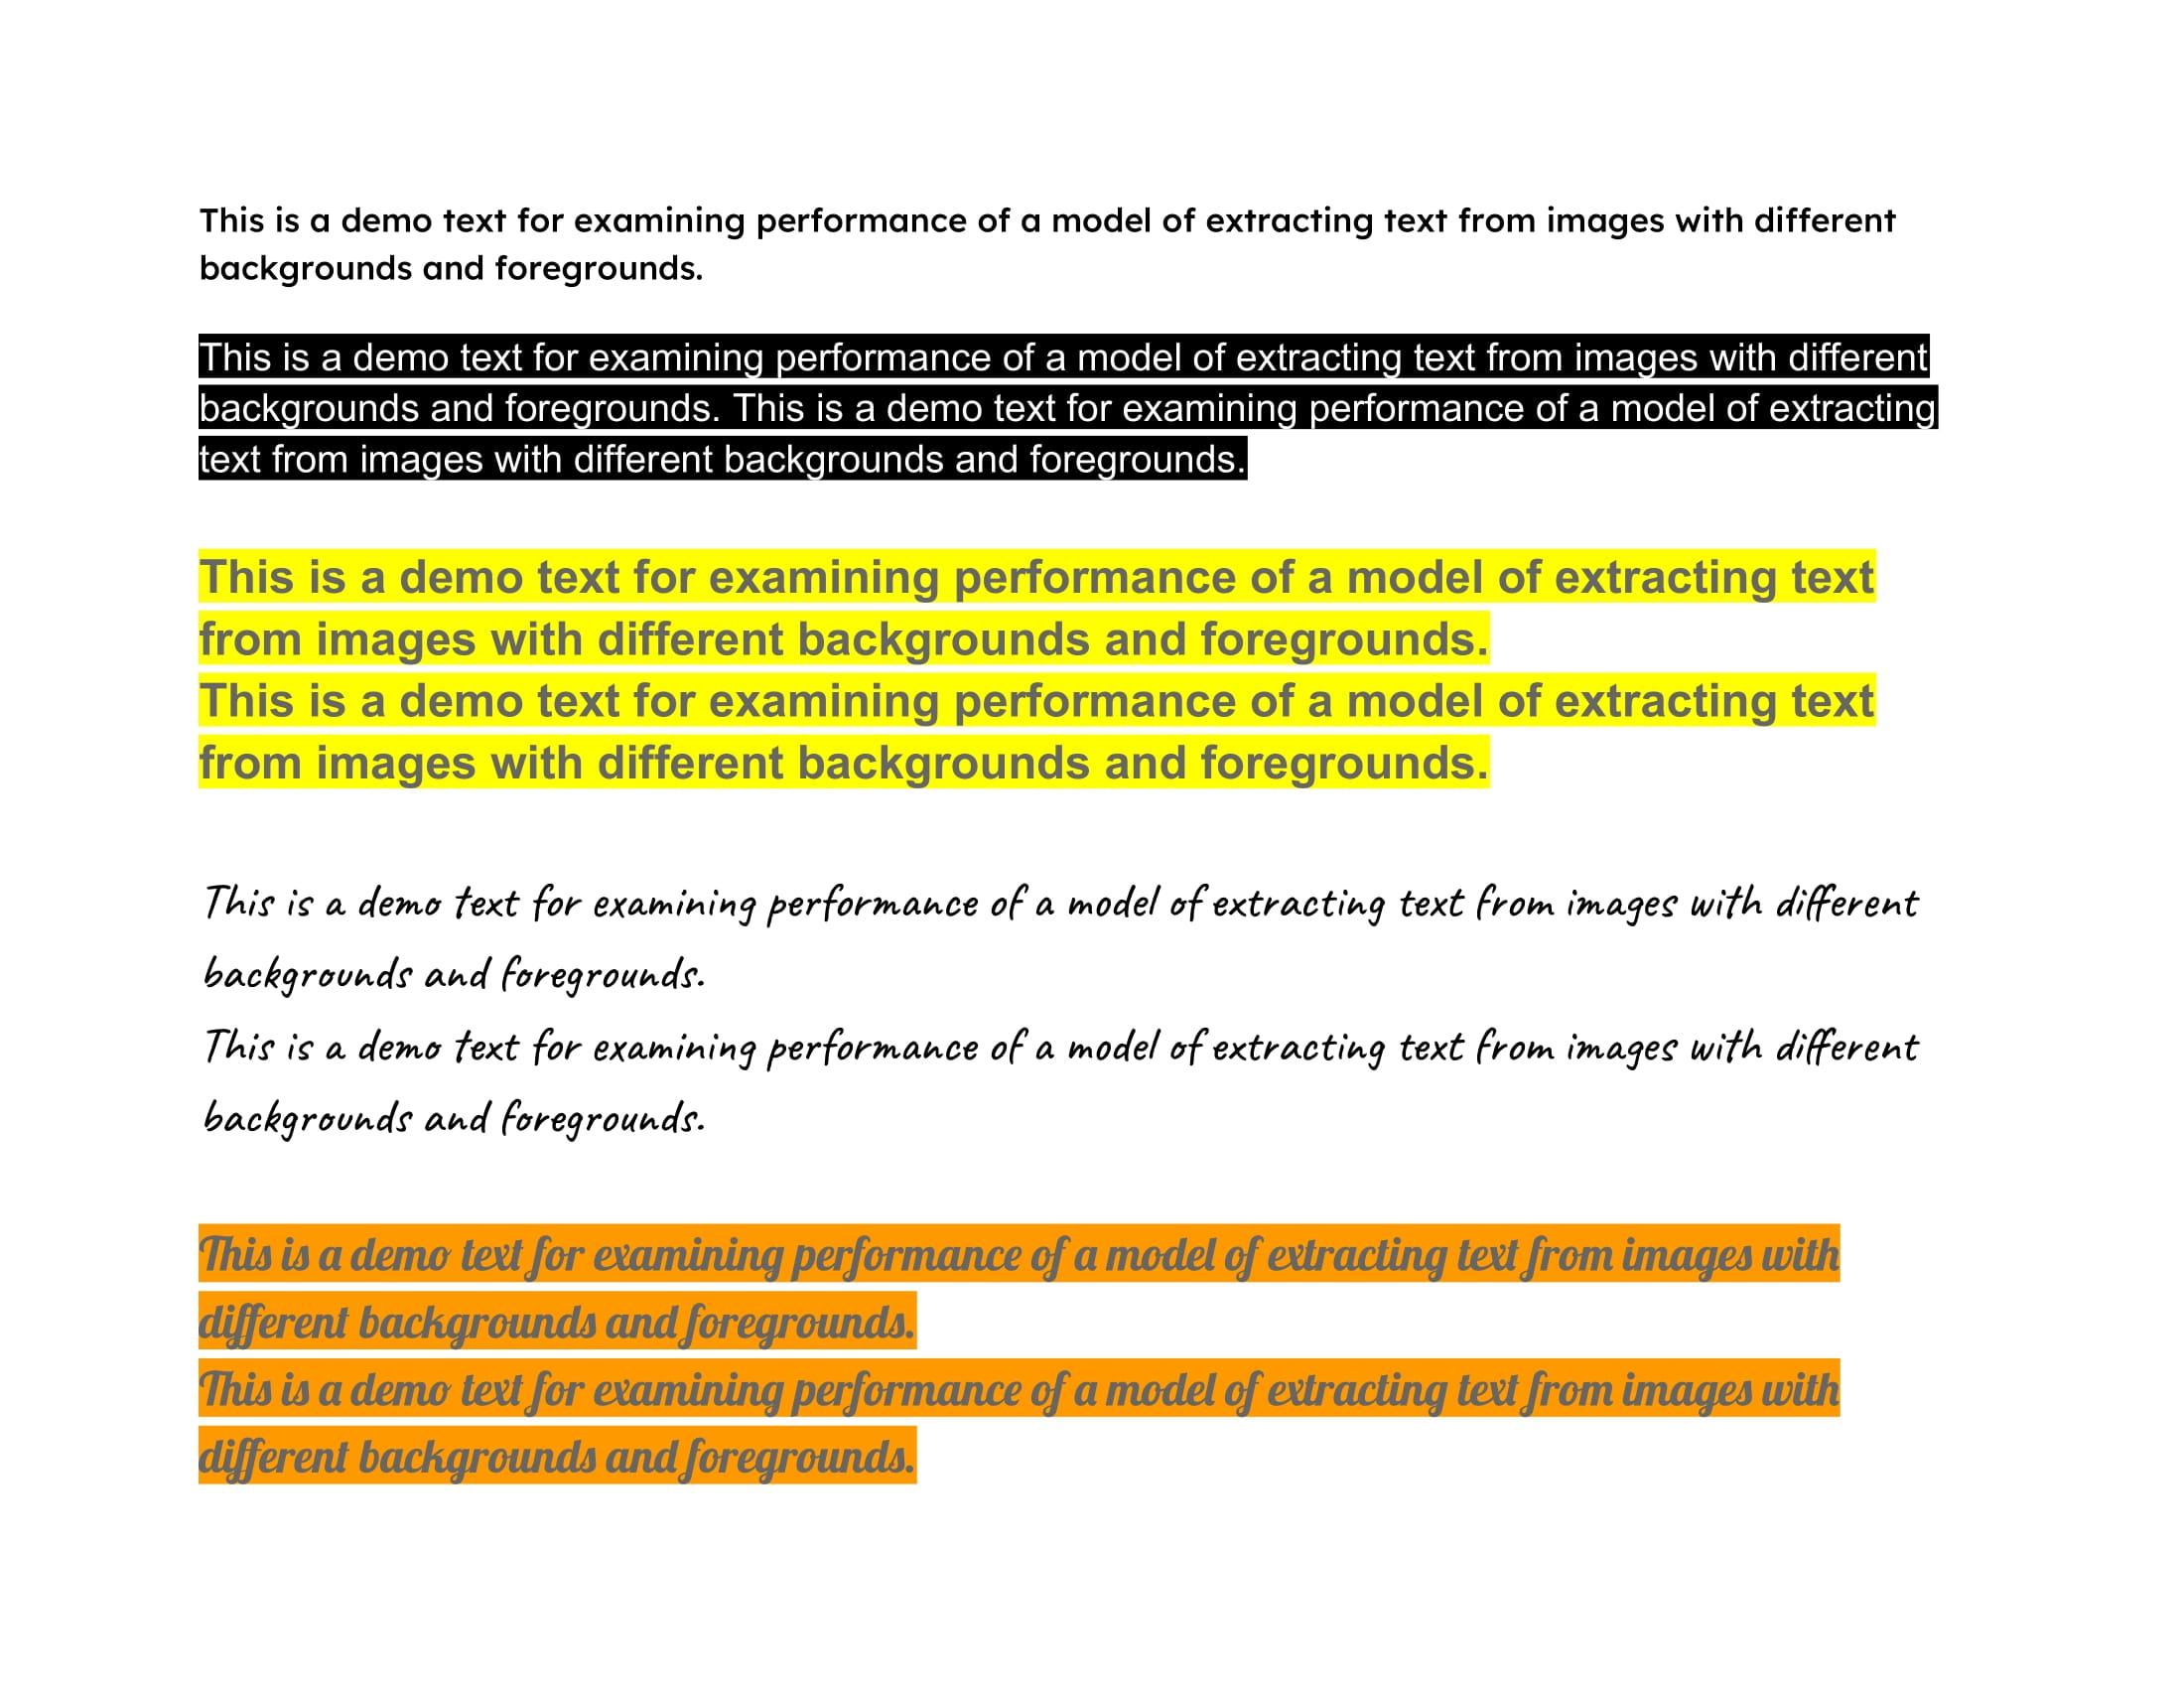 This is a demo text for examining performance of a model of extracting text from images with different
backgrounds and foregrounds.
This is a demo text for examining performance of a model of extracting text from images with different
backgrounds and foregrounds. This is a demo text for examining performance of a model of extracting
text from images with different backgrounds and foregrounds.
This is a demo text for examining performance of a model of extracting text
from images with different backgrounds and foregrounds.
This is a demo text for examining performance of a model of extracting text
from images with different backgrounds and foregrounds.
This is a demo text for examining performance of a model of extracting text from images with different
backgrounds and foregrounds.
This is a demo text for examining performance of a model of extracting text from images with different
backgrounds and foregrounds.
This is a demo text for examining performance of a model of extracting text from images with
different backgrounds and foregrounds.
This is a demo text for examining performance of a model of extracting text from images with
different backgrounds and foregrounds.